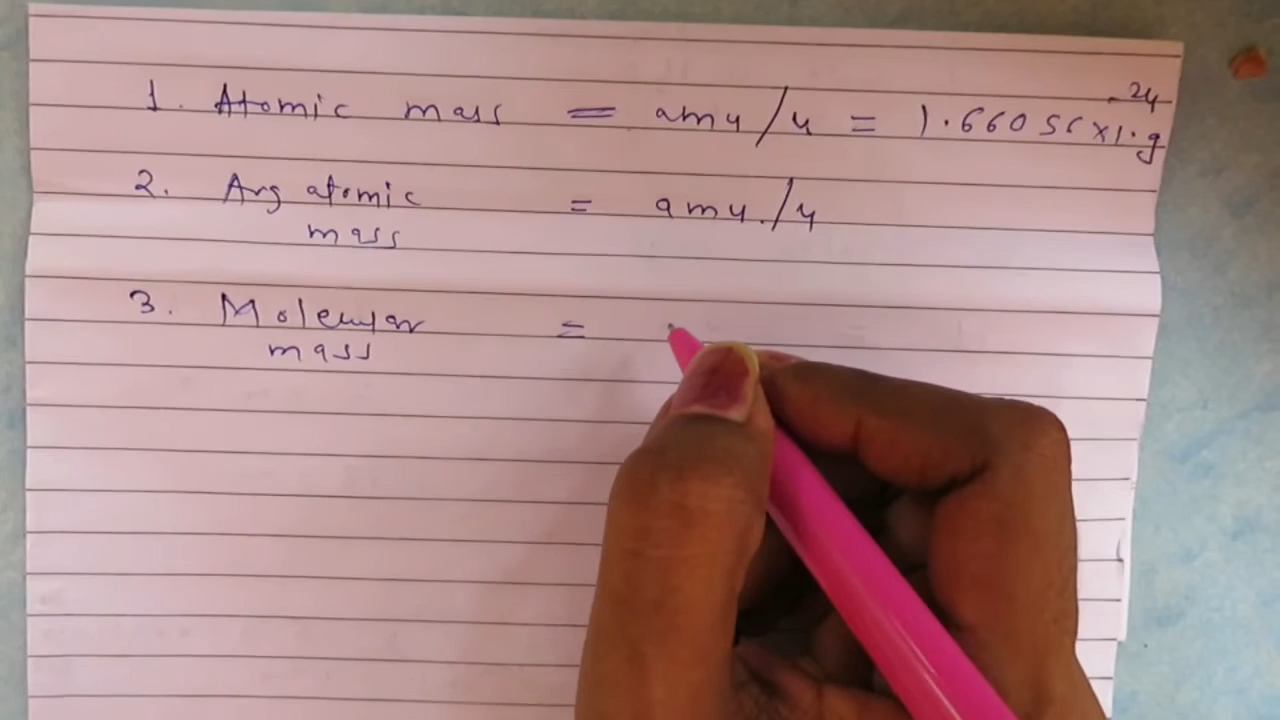 1. Atomic mass = amu/u = 1.66056 x 10⁻²⁴ g
2. Avg atomic = amu./u
mass
3. Molecular =
mass